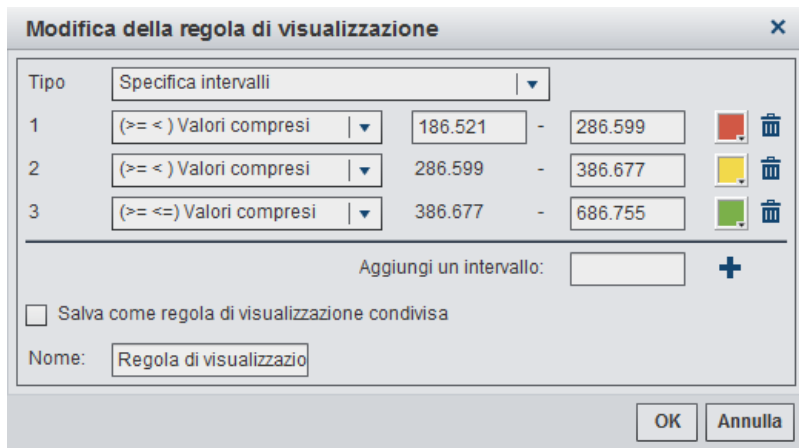 Modifica della regola di visualizzazione
Tipo Specifica intervalli
1 (>= < ) Valori compresi 186.521 - 286.599
2 (>= < ) Valori compresi 286.599 - 386.677
3 (>= <=) Valori compresi 386.677 - 686.755
Aggiungi un intervallo:
Salva come regola di visualizzazione condivisa
Nome: Regola di visualizzazio
OK Annulla